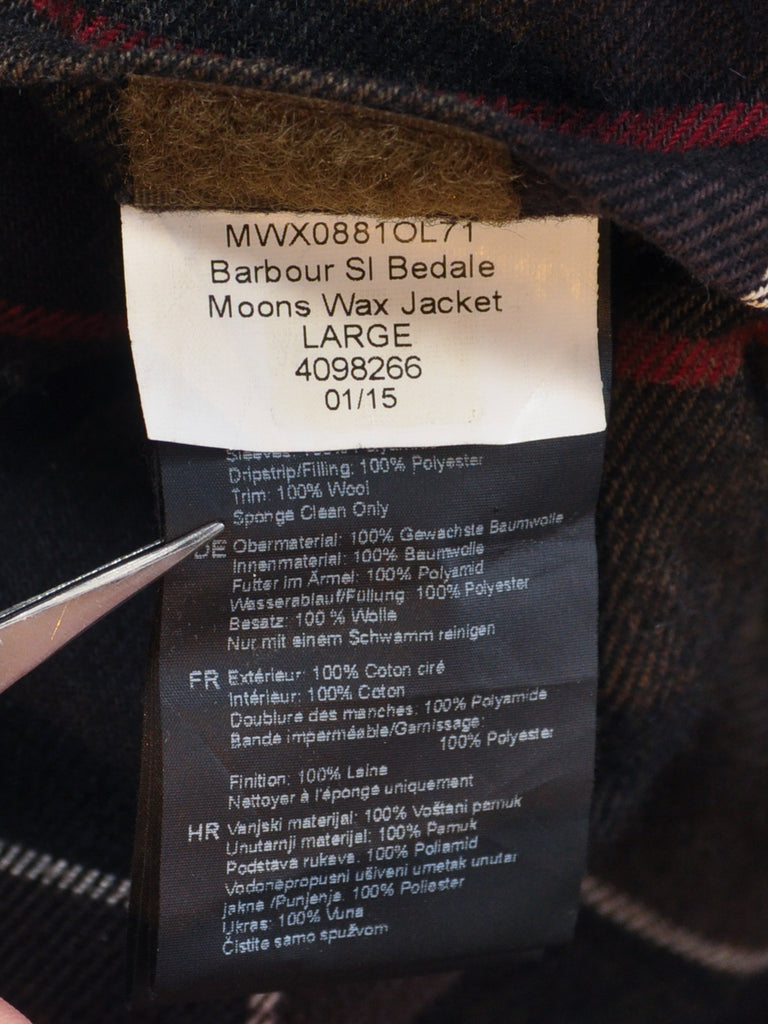 MWX0881OL71
Barbour SI Bedale
Moons Wax Jacket
LARGE
4098266
01/15
Sleeves: 100% Polyamide
Dripstrip/Filling: 100% Polyester
Trim: 100% Wool
Sponge Clean Only
DE Obermaterial: 100% Gewachste Baumwolle
Innenmaterial: 100% Baumwolle
Futter im Ärmel: 100% Polyamid
Wasserablauf/Füllung: 100% Polyester
Besatz: 100 % Wolle
Nur mit einem Schwamm reinigen
FR Extérieur: 100% Coton ciré
Intérieur: 100% Coton
Doublure des manches: 100% Polyamide
Bande imperméable/Garnissage:
100% Polyester
Finition: 100% Laine
Nettoyer à l'éponge uniquement
HR Vanjski materijal: 100% Voštani pamuk
Unutarnji materijal: 100% Pamuk
Podstava rukava: 100% Poliamid
Vodonepropusni ušiveni umetak unutar
jakne /Punjenje: 100% Poliester
Ukras: 100% Vuna
Čistite samo spužvom